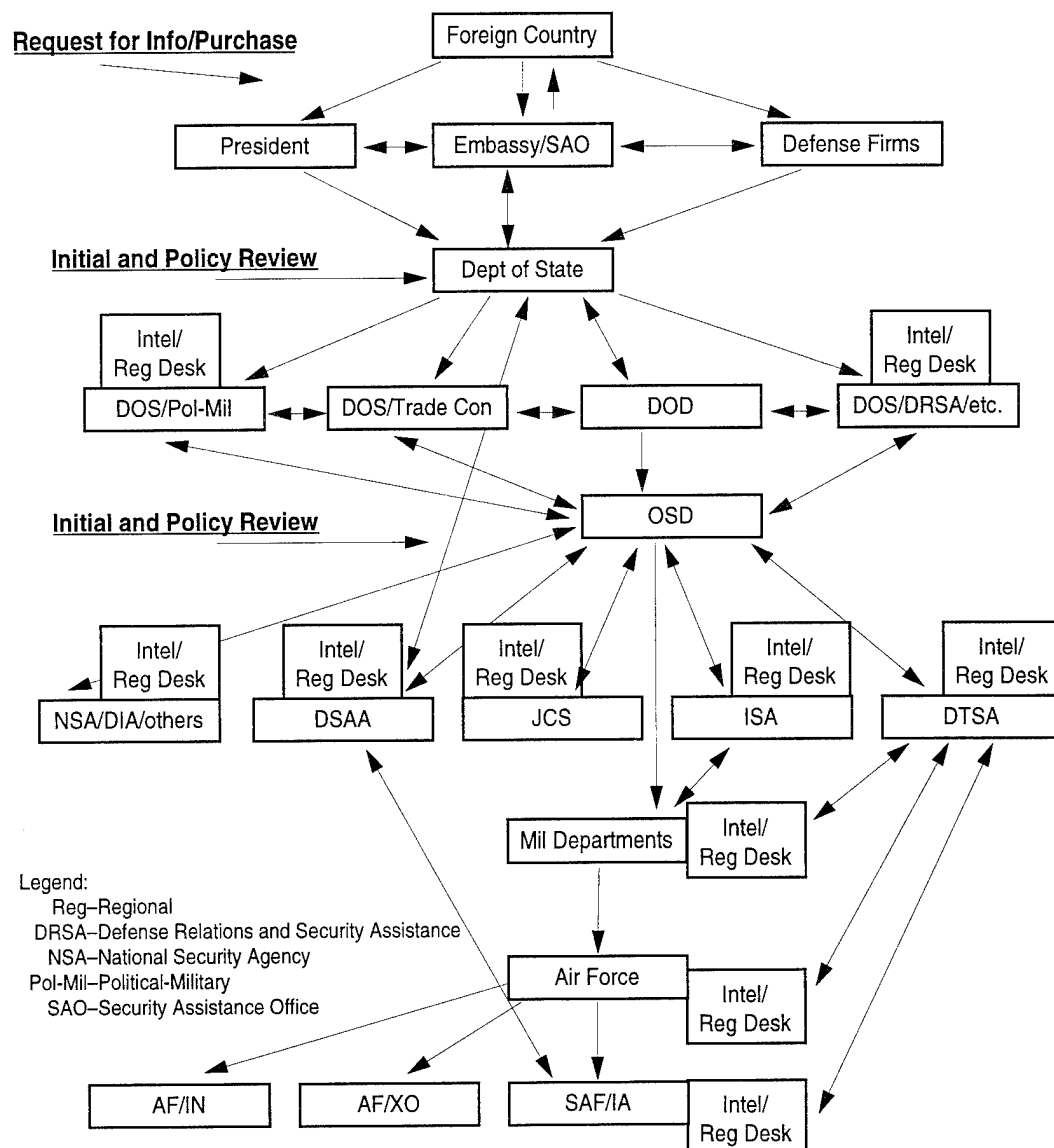 Request for Info/Purchase
Foreign Country
President
Embassy/SAO
Defense Firms
Initial and Policy Review
Dept of State
Intel/
Reg Desk
DOS/Pol-Mil
DOS/Trade Con
DOD
Intel/
Reg Desk
DOS/DRSA/etc.
Initial and Policy Review
OSD
Intel/
Reg Desk
NSA/DIA/others
Intel/
Reg Desk
DSAA
Intel/
Reg Desk
JCS
Intel/
Reg Desk
ISA
Intel/
Reg Desk
DTSA
Mil Departments
Intel/
Reg Desk
Legend:
Reg–Regional
DRSA–Defense Relations and Security Assistance
NSA–National Security Agency
Pol-Mil–Political-Military
SAO–Security Assistance Office
Air Force
Intel/
Reg Desk
AF/IN
AF/XO
SAF/IA
Intel/
Reg Desk